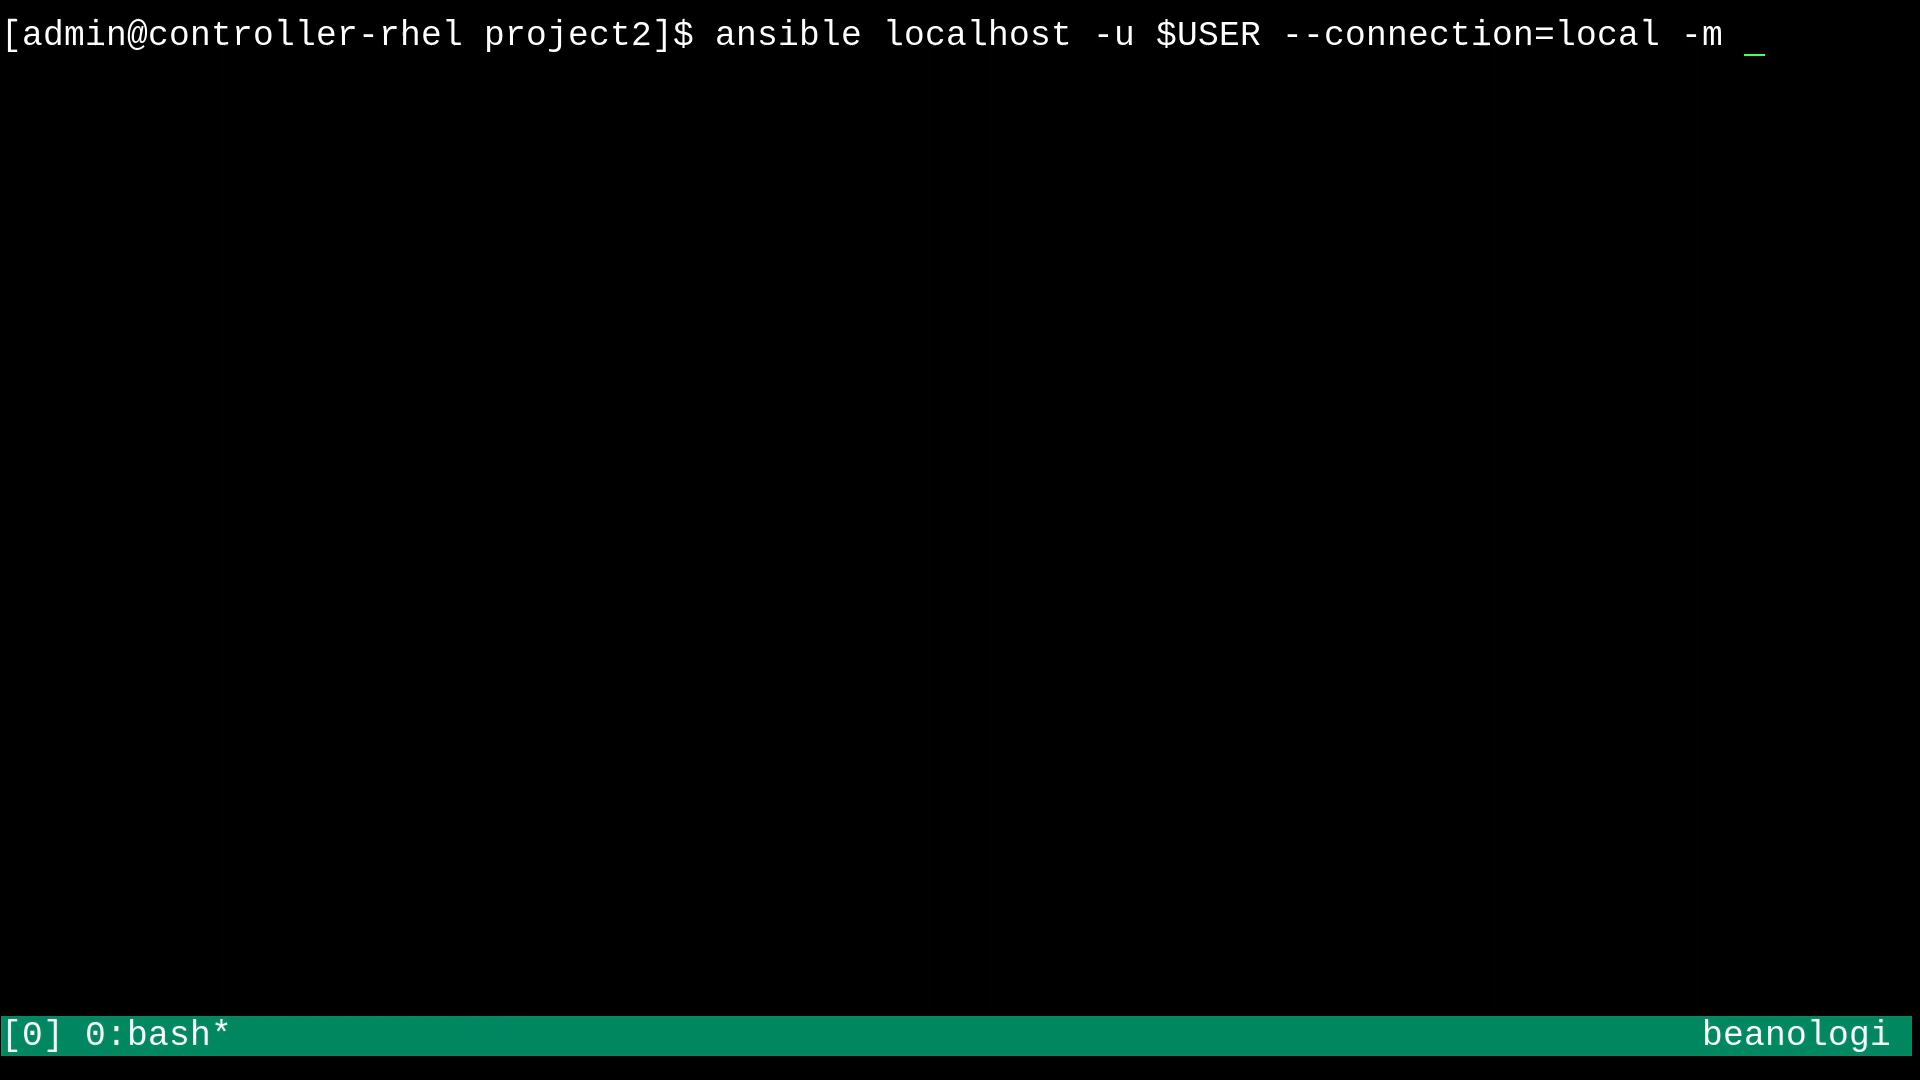 [admin@controller-rhel project2]$ ansible localhost -u $USER --connection=local -m _
[0] 0:bash* beanologi